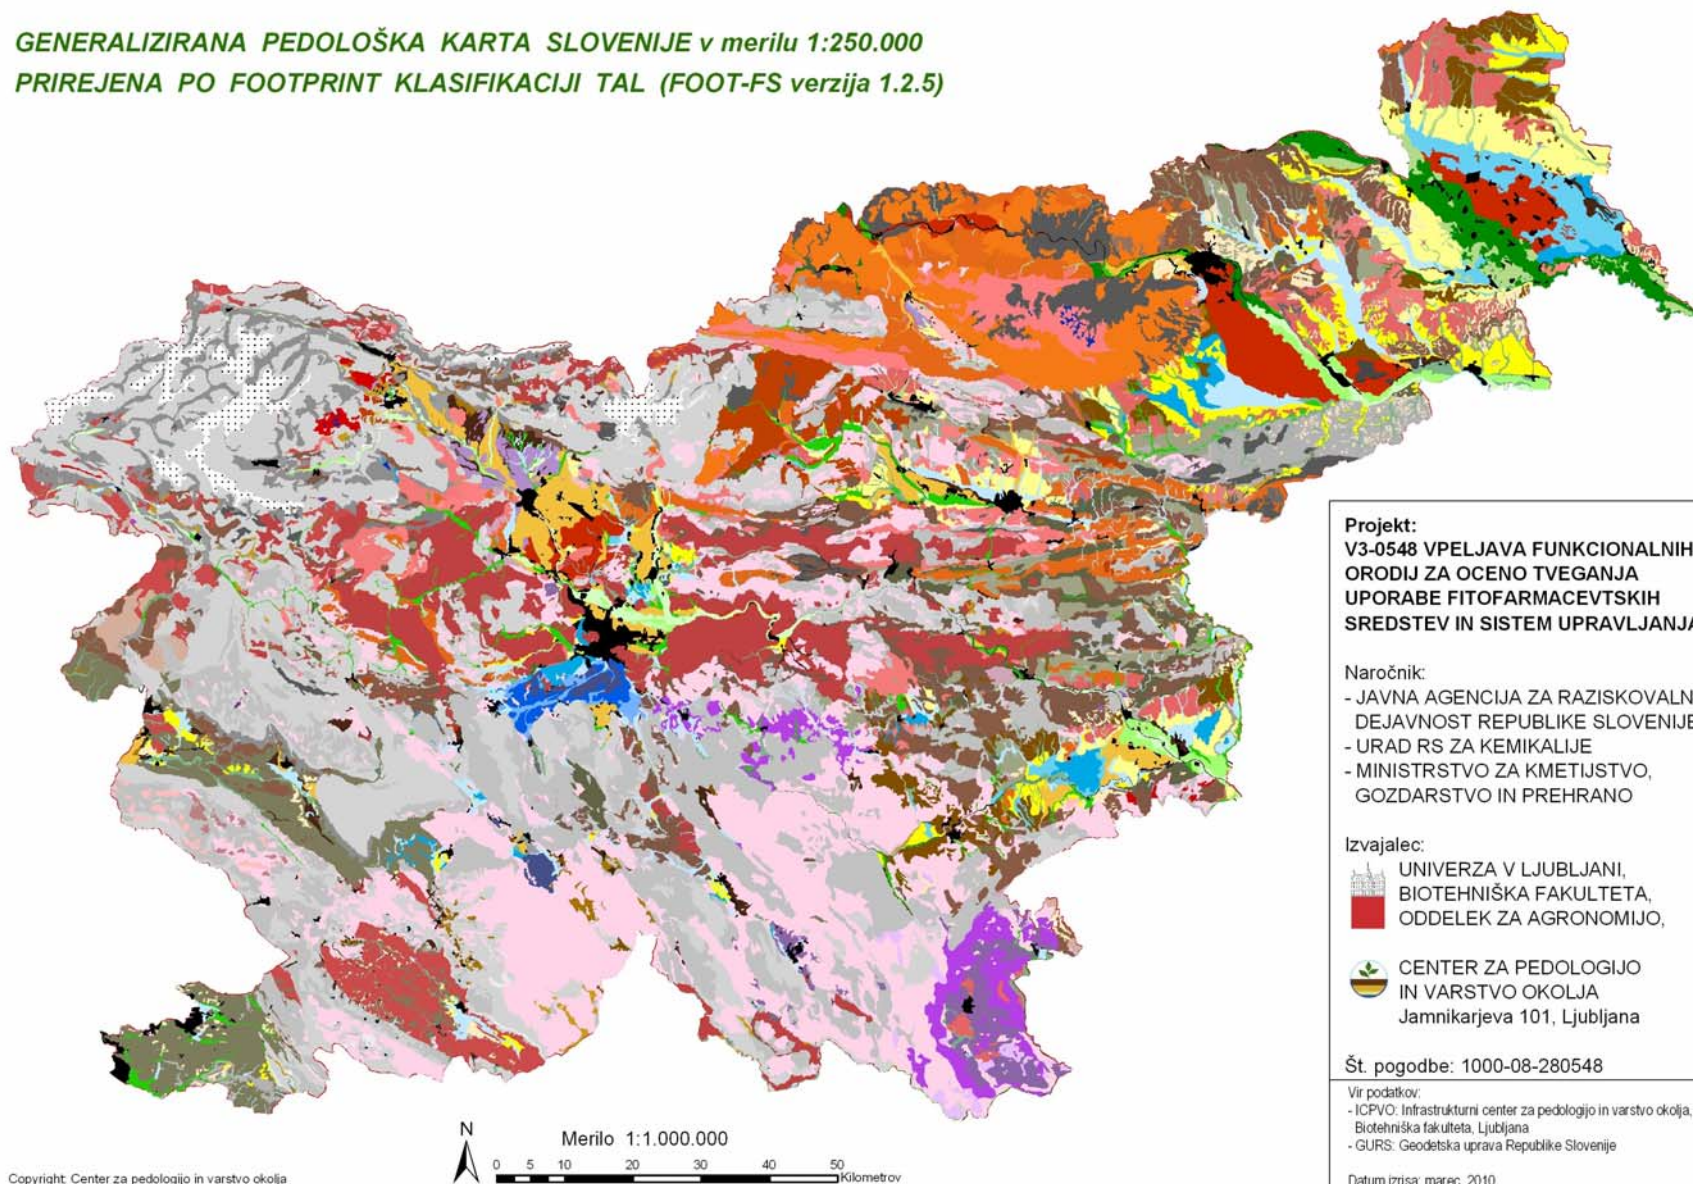 GENERALIZIRANA PEDOLOŠKA KARTA SLOVENIJE v merilu 1:250.000
PRIREJENA PO FOOTPRINT KLASIFIKACIJI TAL (FOOT-FS verzija 1.2.5)
Projekt:
V3-0548 VPELJAVA FUNKCIONALNIH
ORODIJ ZA OCENO TVEGANJA
UPORABE FITOFARMACEVTSKIH
SREDSTEV IN SISTEM UPRAVLJANJA
Naročnik:
- JAVNA AGENCIJA ZA RAZISKOVALN
DEJAVNOST REPUBLIKE SLOVENIJE
- URAD RS ZA KEMIKALIJE
- MINISTRSTVO ZA KMETIJSTVO,
GOZDARSTVO IN PREHRANO
Izvajalec:
UNIVERZA V LJUBLJANI,
BIOTEHNIŠKA FAKULTETA,
ODDELEK ZA AGRONOMIJO,
CENTER ZA PEDOLOGIJO
IN VARSTVO OKOLJA
Jamnikarjeva 101, Ljubljana
Št. pogodbe: 1000-08-280548
Vir podatkov:
- ICPVO: Infrastrukturni center za pedologijo in varstvo okolja,
Biotehniška fakulteta, Ljubljana
- GURS: Geodetska uprava Republike Slovenije
Datum izrisa: marec, 2010
N
Merilo 1:1.000.000
0 5 10 20 30 40 50
Kilometrov
Copyright: Center za pedologijo in varstvo okolja